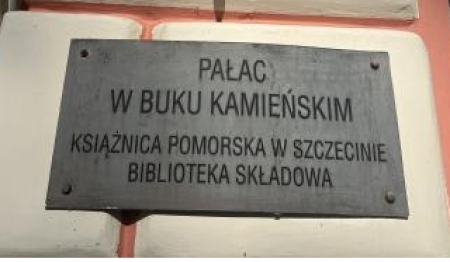 PAŁAC
W BUKU KAMIEŃSKIM
KSIĄŻNICA POMORSKA W SZCZECINIE
BIBLIOTEKA SKŁADOWA